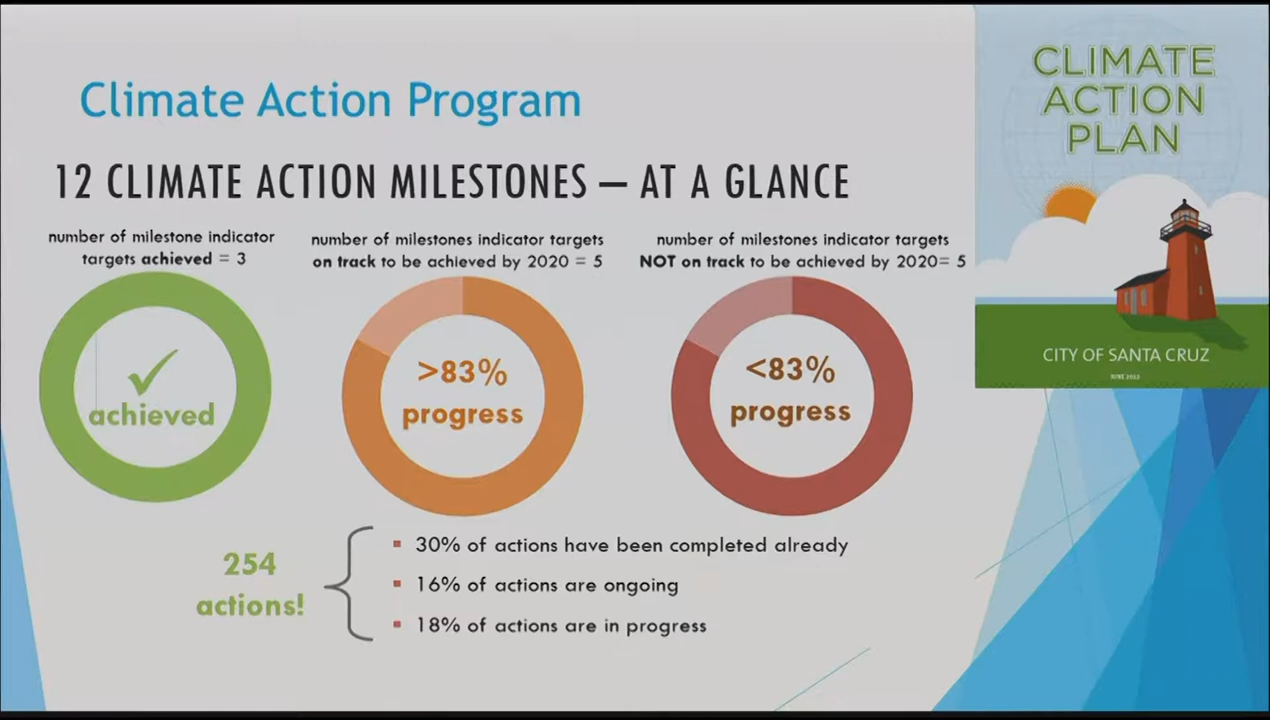 Climate Action Program
12 CLIMATE ACTION MILESTONES – AT A GLANCE
number of milestone indicator
targets achieved = 3
number of milestones indicator targets
on track to be achieved by 2020 = 5
number of milestones indicator targets
NOT on track to be achieved by 2020= 5
achieved
>83%
progress
<83%
progress
254
actions!
30% of actions have been completed already
16% of actions are ongoing
18% of actions are in progress
CLIMATE
ACTION
PLAN
CITY OF SANTA CRUZ